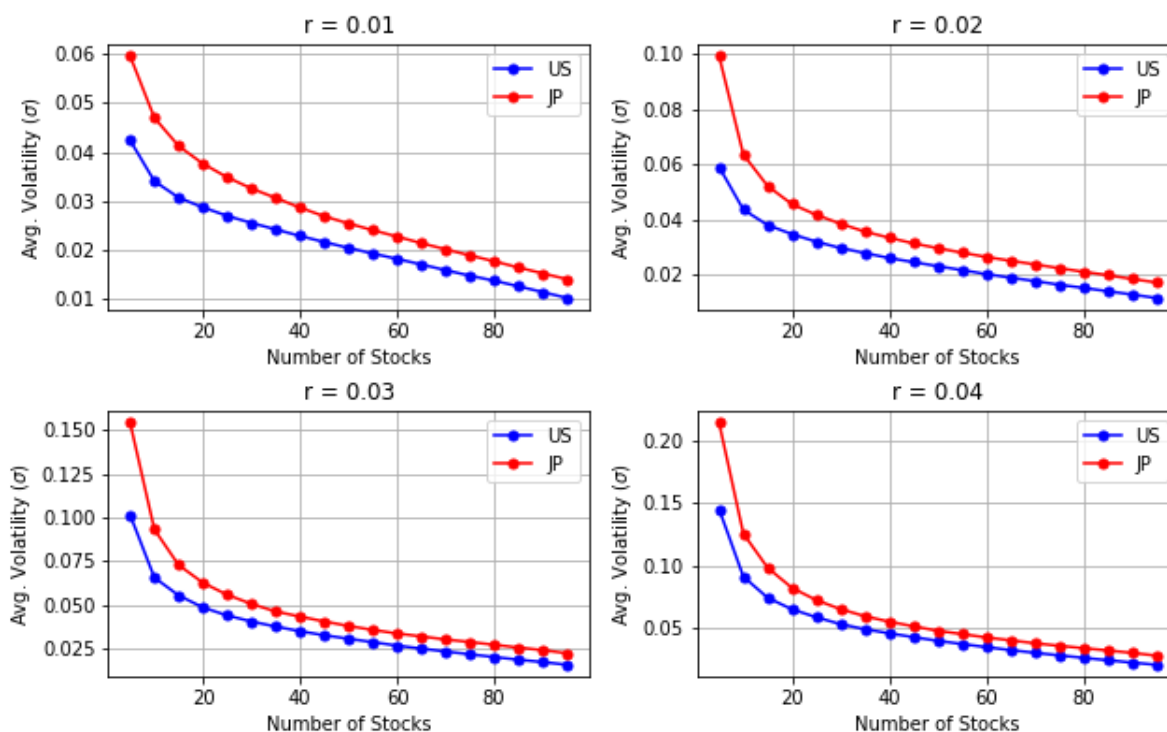 r = 0.01
Avg. Volatility (σ)
0.06
0.05
0.04
0.03
0.02
0.01
US
JP
20
40
60
80
Number of Stocks
r = 0.02
Avg. Volatility (σ)
0.10
0.08
0.06
0.04
0.02
US
JP
20
40
60
80
Number of Stocks
r = 0.03
Avg. Volatility (σ)
0.150
0.125
0.100
0.075
0.050
0.025
US
JP
20
40
60
80
Number of Stocks
r = 0.04
Avg. Volatility (σ)
0.20
0.15
0.10
0.05
US
JP
20
40
60
80
Number of Stocks